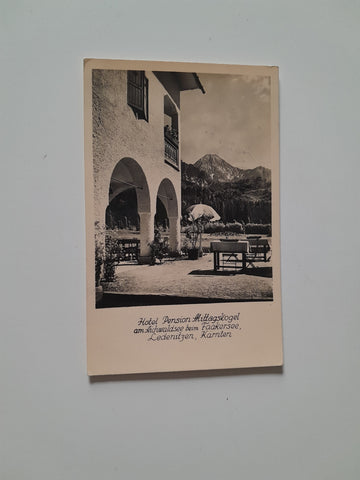 Hotel Pension Mittagskogel
am Aichwaldsee beim Faakersee,
Ledenitzen, Kärnten